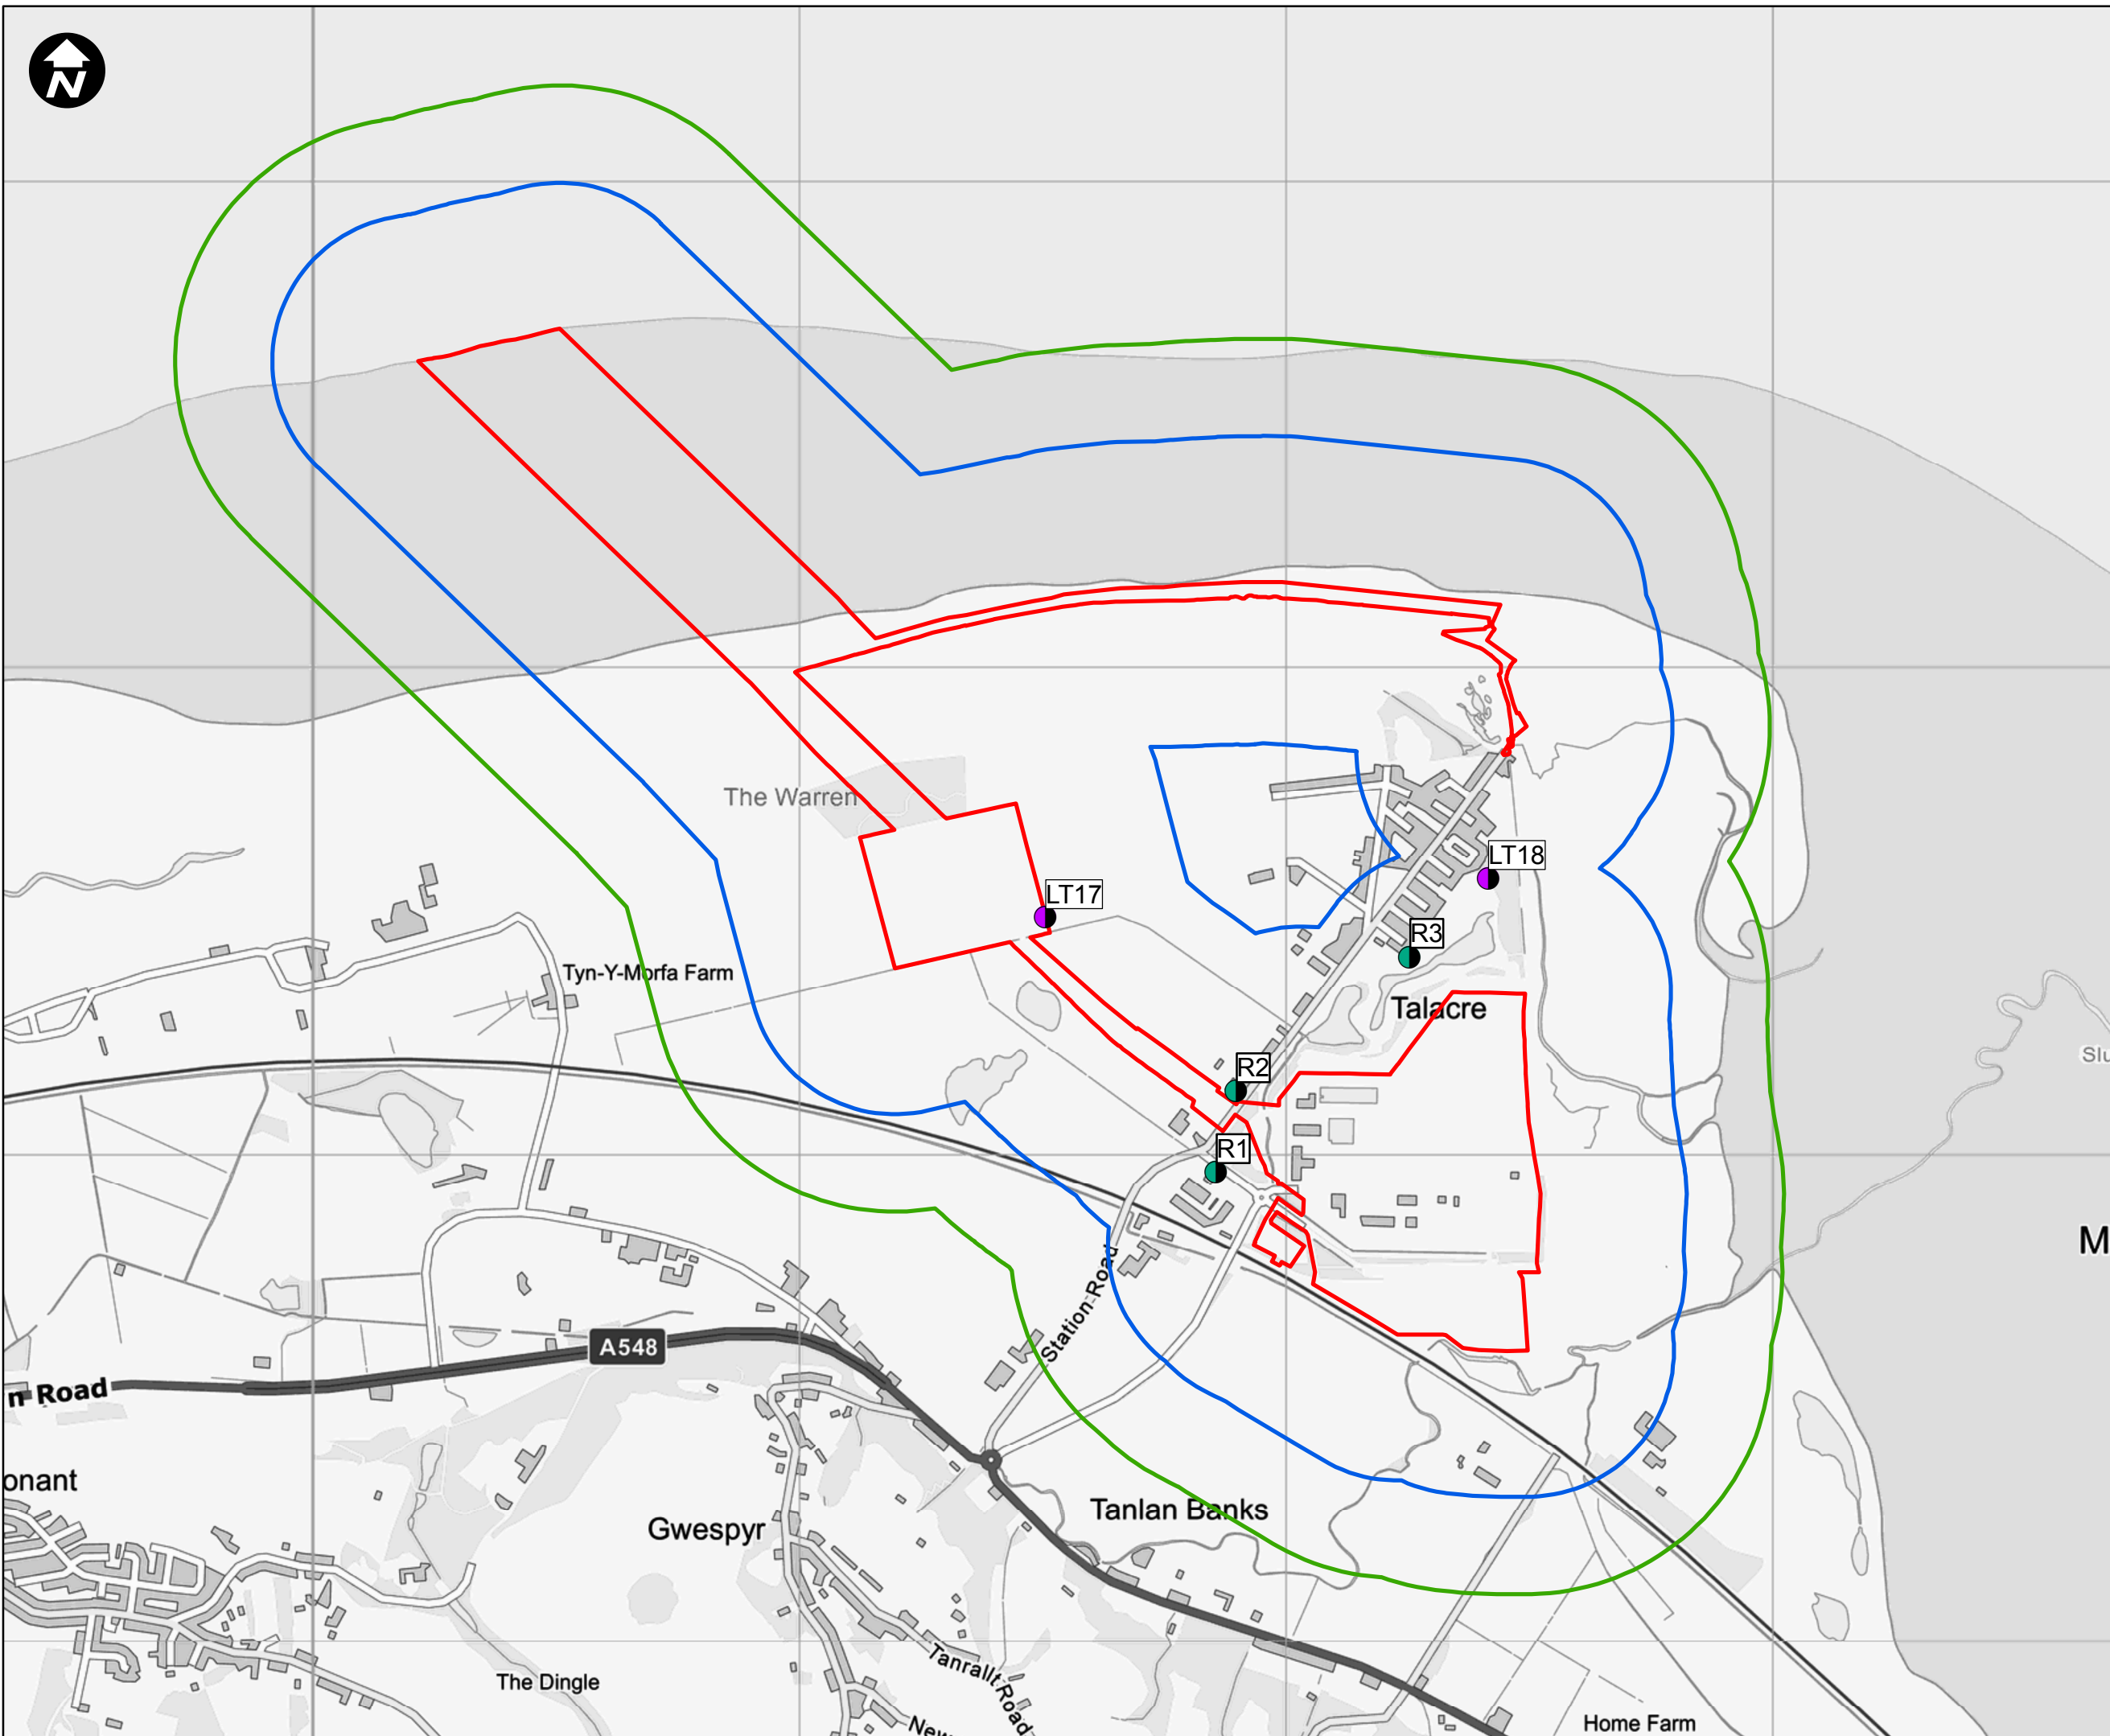 N
The Warren
LT18
LT17
R3
Tyn-Y-Morfa Farm
Talacre
R2
Slu
R1
M
Station Road
A548
n Road
onant
Tanlan Banks
Gwespyr
Tanrallt Road
The Dingle
New
Home Farm